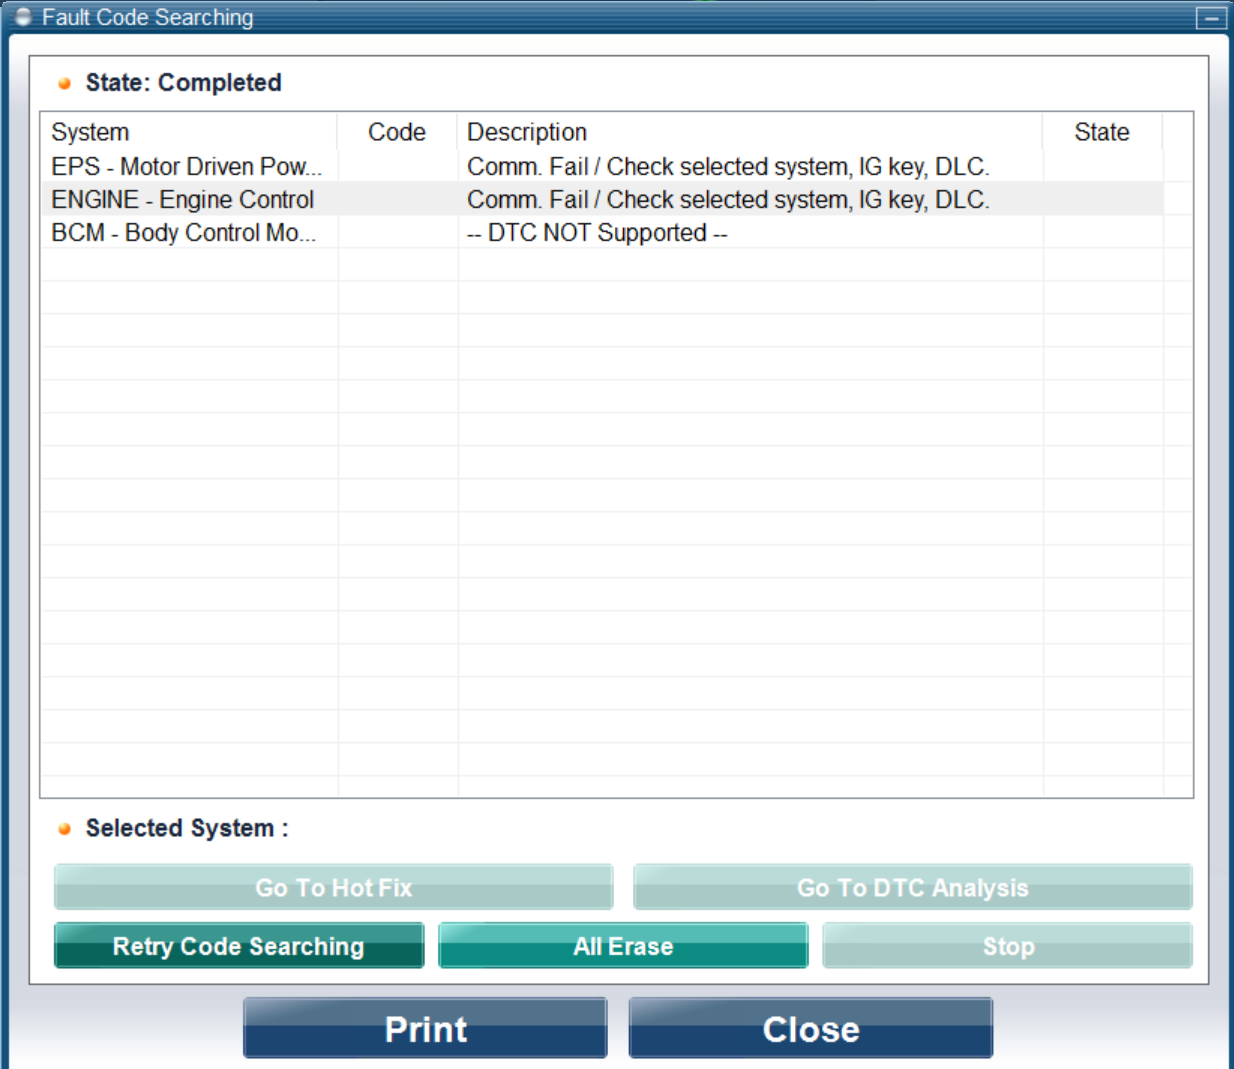 Fault Code Searching
State: Completed
System Code Description State
EPS - Motor Driven Pow... Comm. Fail / Check selected system, IG key, DLC.
ENGINE - Engine Control Comm. Fail / Check selected system, IG key, DLC.
BCM - Body Control Mo... -- DTC NOT Supported --
Selected System :
Go To Hot Fix Go To DTC Analysis
Retry Code Searching All Erase Stop
Print Close